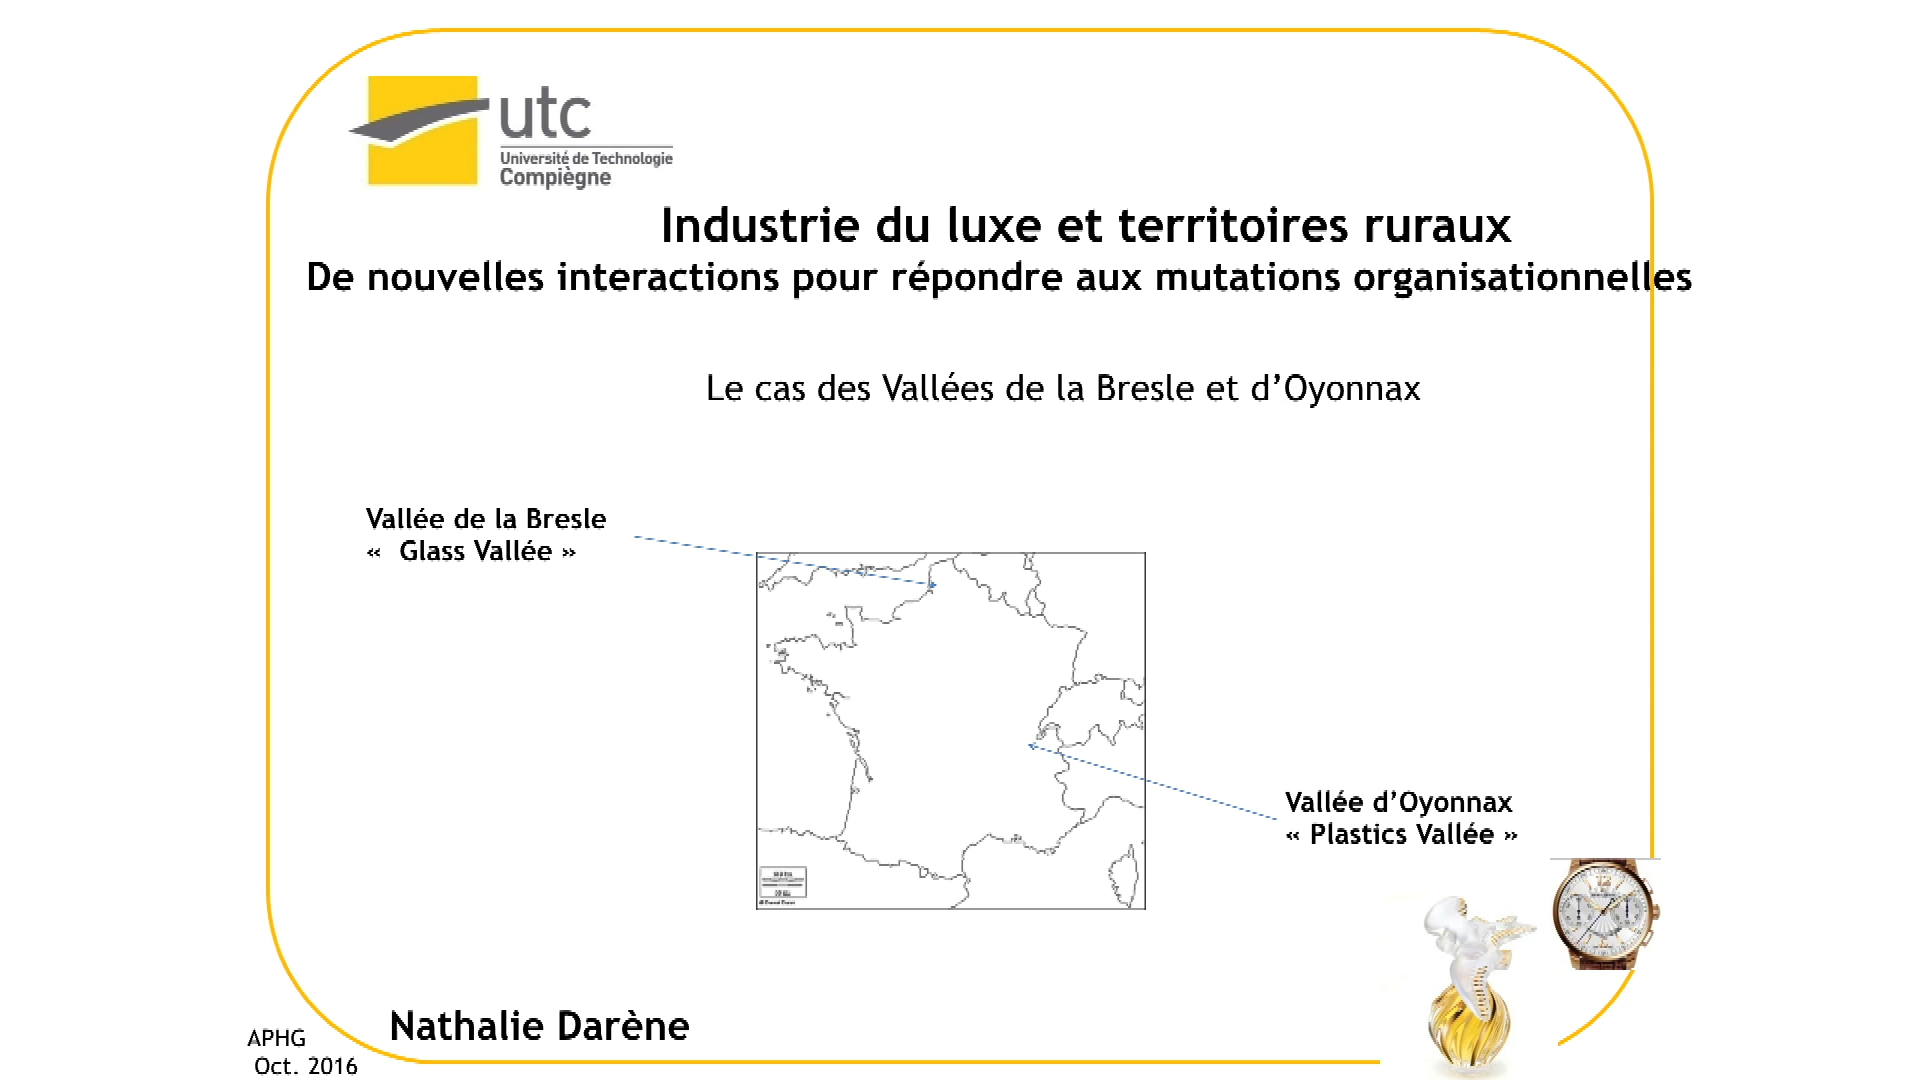 utc
Université de Technologie
Compiègne
Industrie du luxe et territoires ruraux
De nouvelles interactions pour répondre aux mutations organisationnelles
Le cas des Vallées de la Bresle et d’Oyonnax
Vallée de la Bresle
«  Glass Vallée »
Vallée d’Oyonnax
« Plastics Vallée »
Nathalie Darène
APHG
Oct. 2016